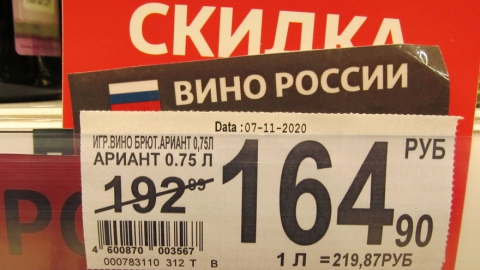 СКИДКА
ВИНО РОССИИ
Data :07-11-2020
ИГР.ВИНО БРЮТ.АРИАНТ 0,75Л
АРИАНТ 0.75 Л
192 89
164 90 РУБ
4 600870 003567
000783110 312 Т В
1 Л =219,87РУБ